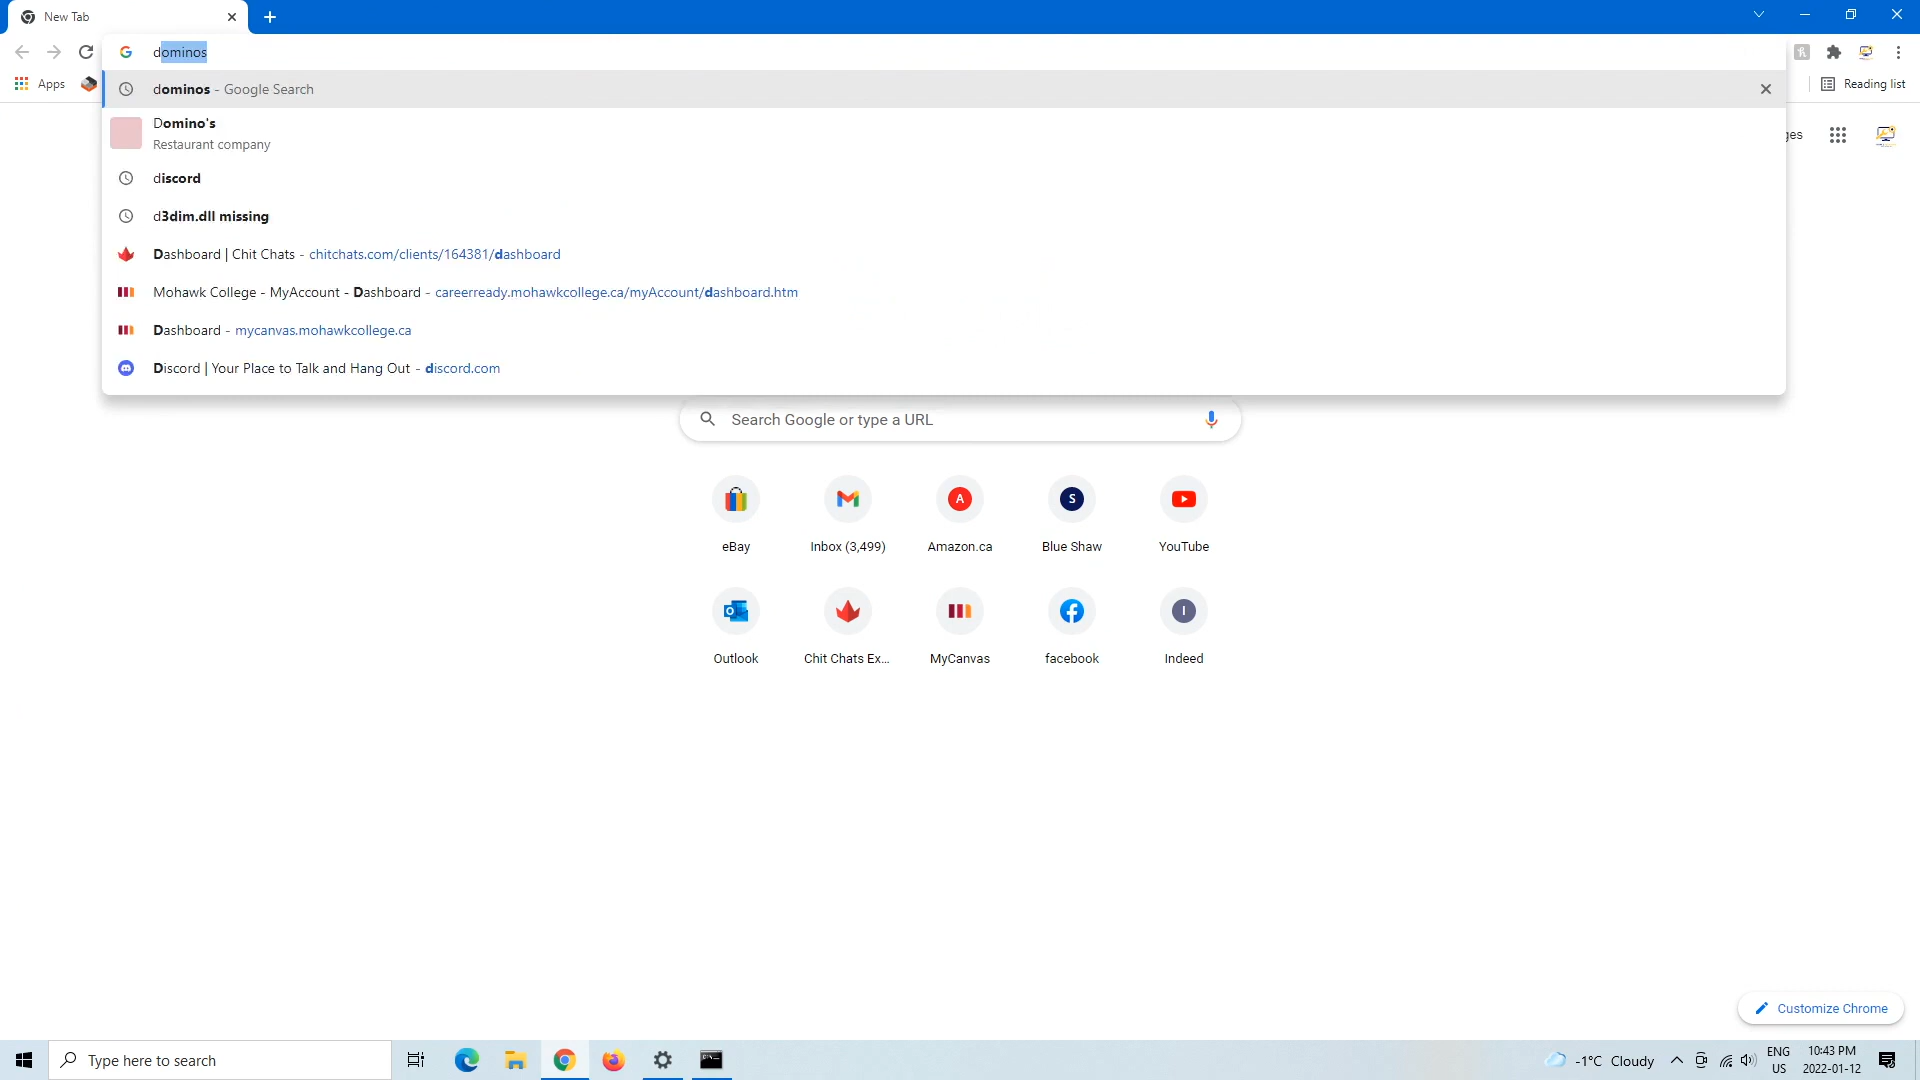 New Tab
dominos
dominos - Google Search
Domino's
Restaurant company
discord
d3dim.dll missing
Dashboard | Chit Chats - chitchats.com/clients/164381/dashboard
Mohawk College - MyAccount - Dashboard - careerready.mohawkcollege.ca/myAccount/dashboard.htm
Dashboard - mycanvas.mohawkcollege.ca
Discord | Your Place to Talk and Hang Out - discord.com
Apps
Reading list
ges
Search Google or type a URL
eBay
Inbox (3,499)
Amazon.ca
Blue Shaw
YouTube
Outlook
Chit Chats Ex...
MyCanvas
facebook
Indeed
A
S
I
Customize Chrome
Type here to search
-1°C Cloudy
ENG
US
10:43 PM
2022-01-12